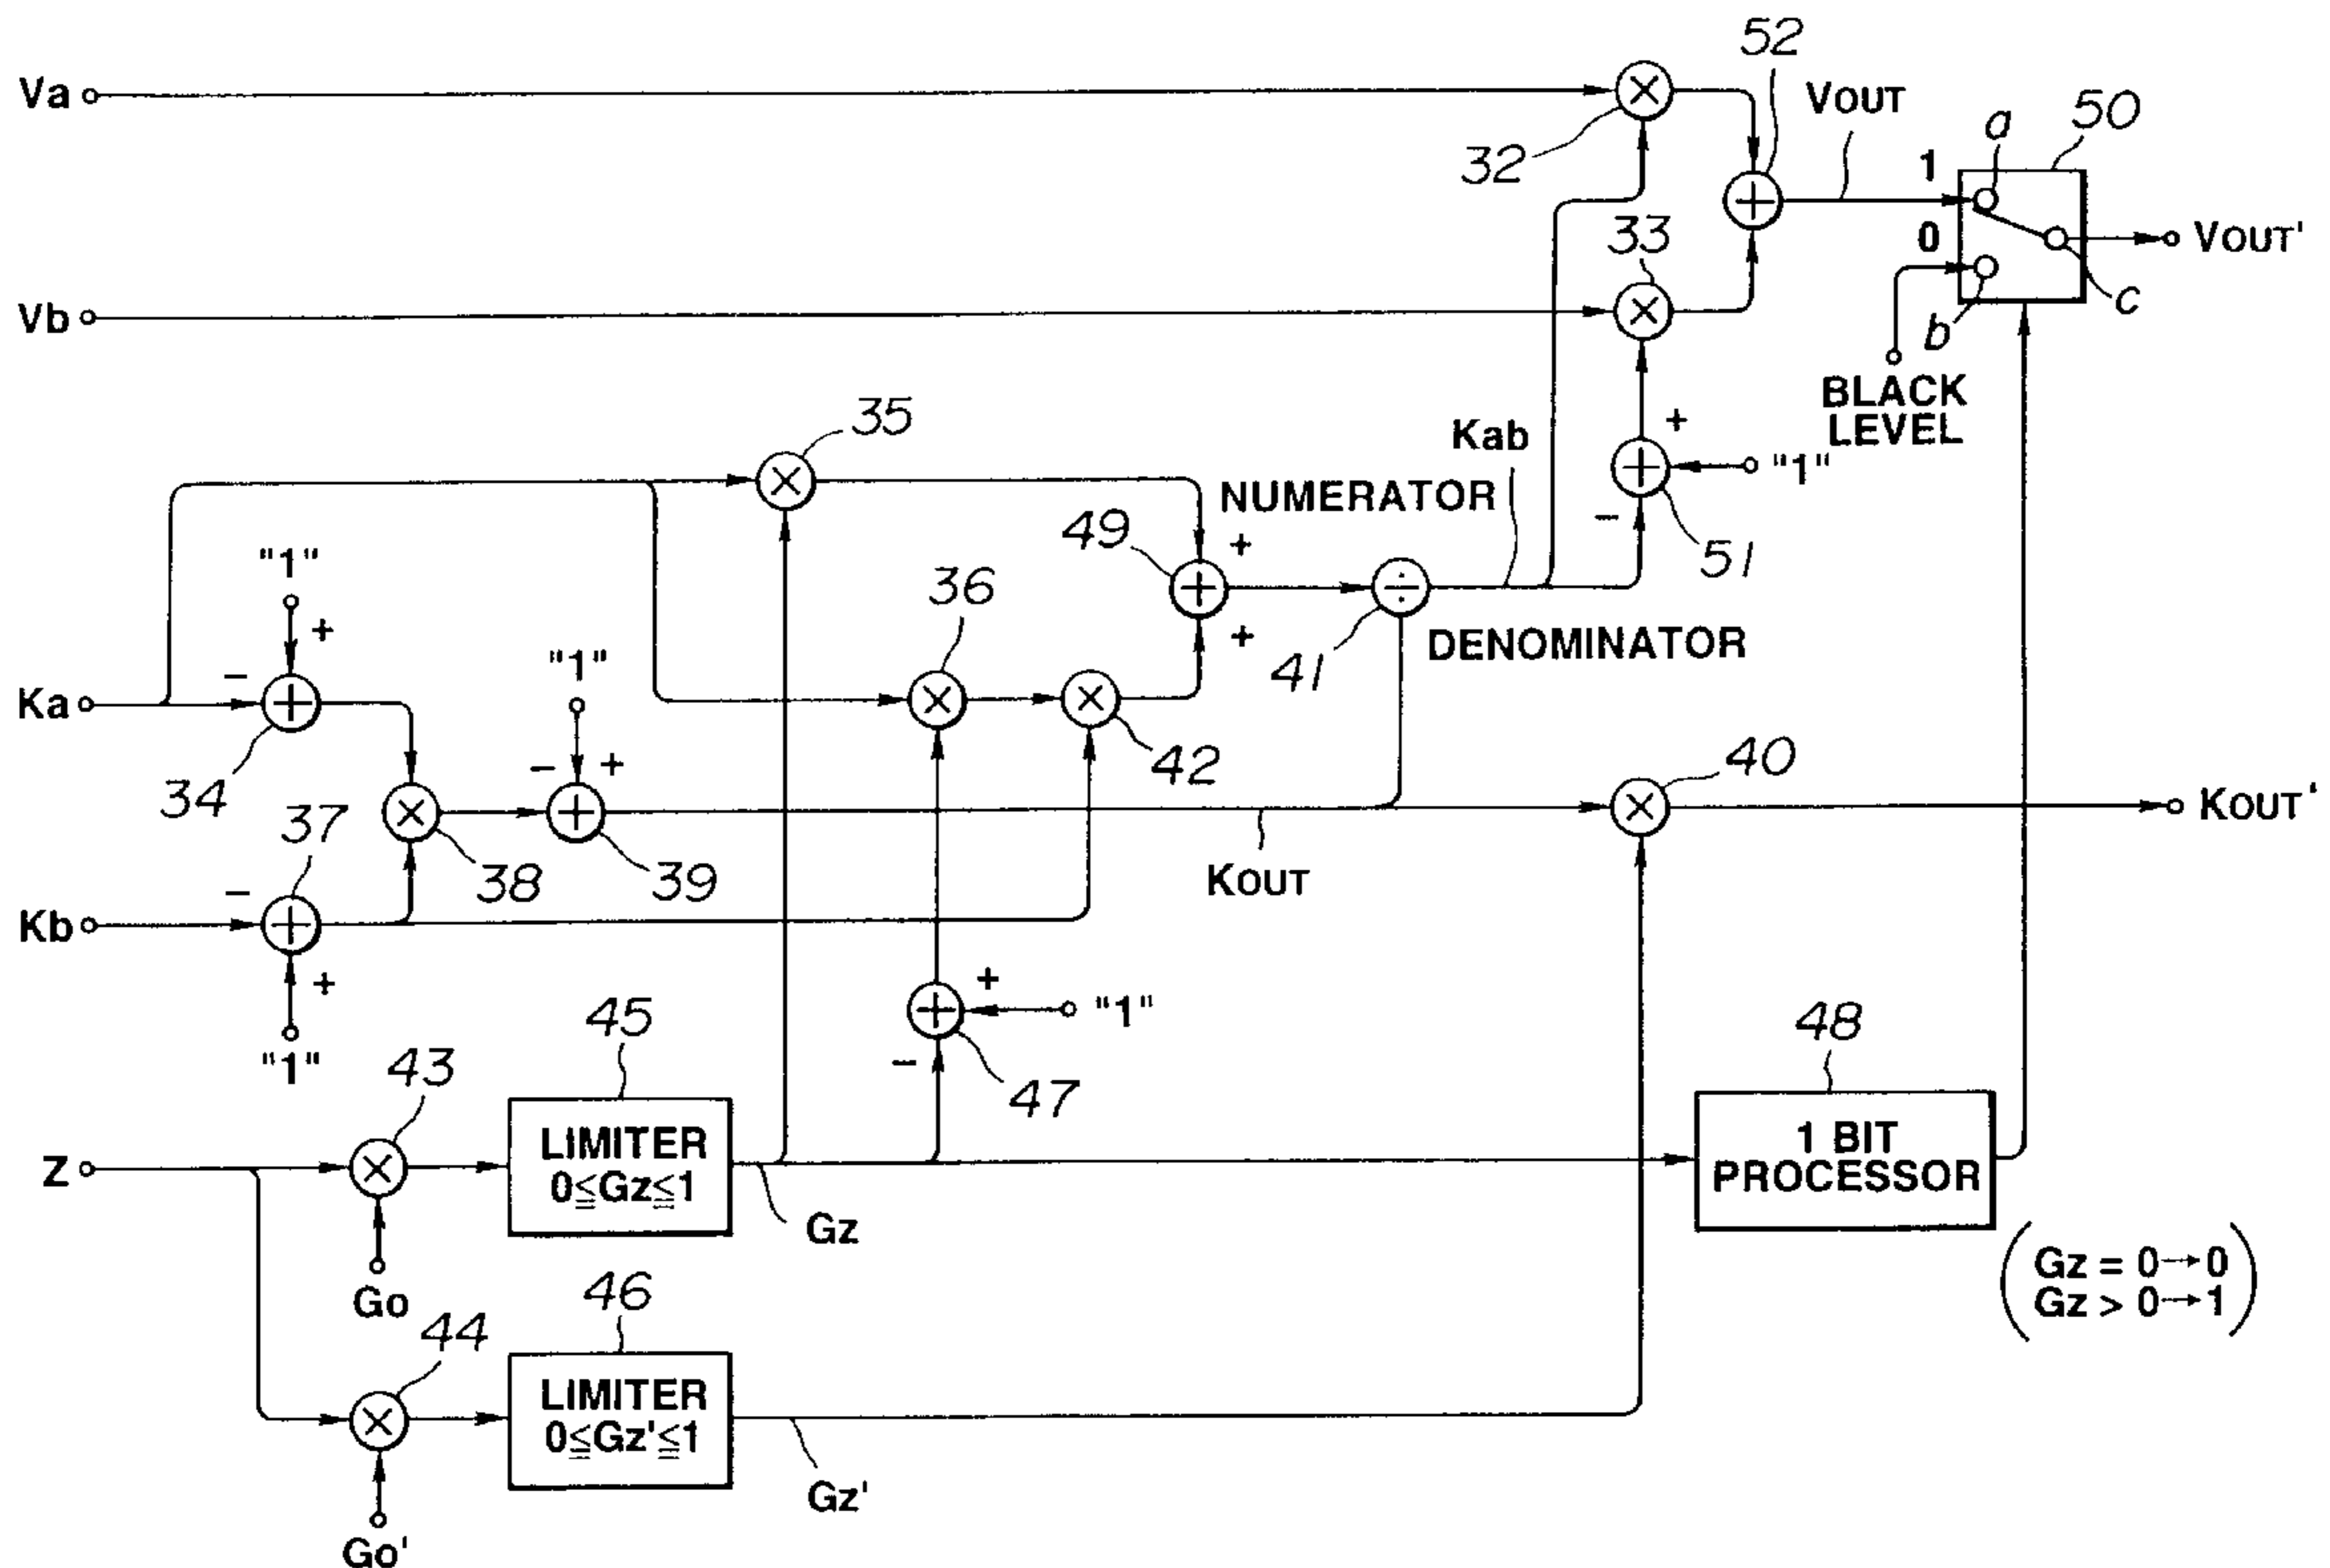 52
Va
VOUT
a
50
1
32
33
0
VOUT'
Vb
b
c
BLACK
LEVEL
35
Kab
+
"1"
NUMERATOR
−
49
+
51
"1"
36
+
"1"
+
41
DENOMINATOR
−
Ka
34
− +
42
40
KOUT'
37
38
39
KOUT
−
Kb
+
"1"
45
+
"1"
48
43
−
47
LIMITER
0≦Gz≦1
1 BIT
PROCESSOR
Z
Gz
Go
46
Gz = 0→0
Gz > 0→1
44
LIMITER
0≦Gz'≦1
Gz'
Go'